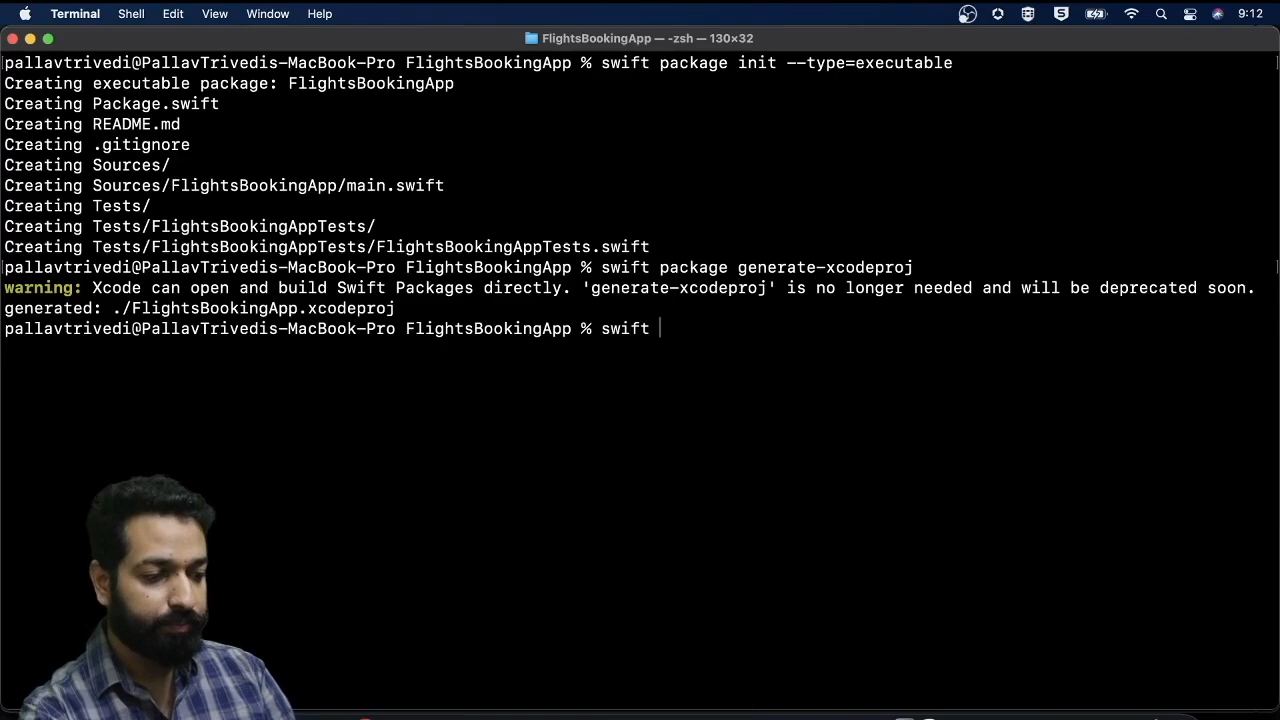 Terminal Shell Edit View Window Help 9:12
FlightsBookingApp — -zsh — 130×32
pallavtrivedi@PallavTrivedis-MacBook-Pro FlightsBookingApp % swift package init --type=executable
Creating executable package: FlightsBookingApp
Creating Package.swift
Creating README.md
Creating .gitignore
Creating Sources/
Creating Sources/FlightsBookingApp/main.swift
Creating Tests/
Creating Tests/FlightsBookingAppTests/
Creating Tests/FlightsBookingAppTests/FlightsBookingAppTests.swift
pallavtrivedi@PallavTrivedis-MacBook-Pro FlightsBookingApp % swift package generate-xcodeproj
warning: Xcode can open and build Swift Packages directly. 'generate-xcodeproj' is no longer needed and will be deprecated soon.
generated: ./FlightsBookingApp.xcodeproj
pallavtrivedi@PallavTrivedis-MacBook-Pro FlightsBookingApp % swift